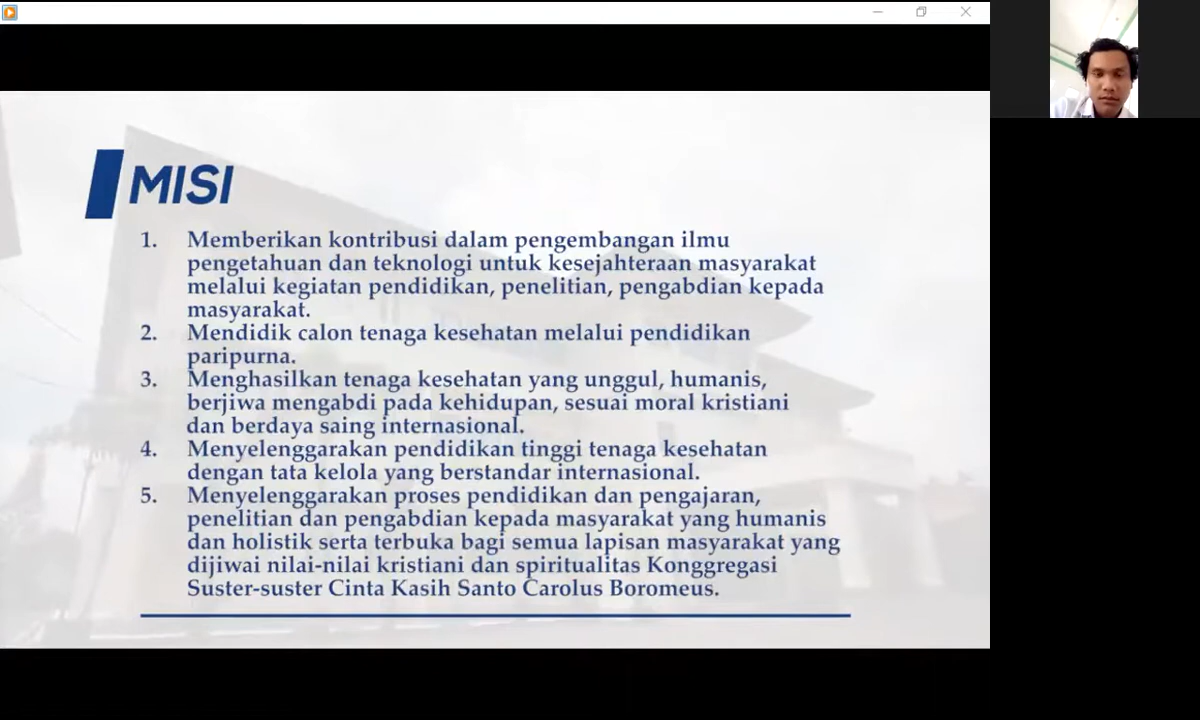 MISI
1. Memberikan kontribusi dalam pengembangan ilmu
pengetahuan dan teknologi untuk kesejahteraan masyarakat
melalui kegiatan pendidikan, penelitian, pengabdian kepada
masyarakat.
2. Mendidik calon tenaga kesehatan melalui pendidikan
paripurna.
3. Menghasilkan tenaga kesehatan yang unggul, humanis,
berjiwa mengabdi pada kehidupan, sesuai moral kristiani
dan berdaya saing internasional.
4. Menyelenggarakan pendidikan tinggi tenaga kesehatan
dengan tata kelola yang berstandar internasional.
5. Menyelenggarakan proses pendidikan dan pengajaran,
penelitian dan pengabdian kepada masyarakat yang humanis
dan holistik serta terbuka bagi semua lapisan masyarakat yang
dijiwai nilai-nilai kristiani dan spiritualitas Konggregasi
Suster-suster Cinta Kasih Santo Carolus Boromeus.